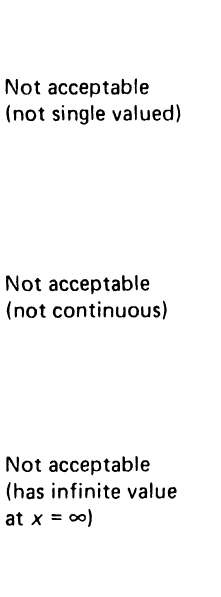 Not acceptable
(not single valued)
Not acceptable
(not continuous)
Not acceptable
(has infinite value
at x = ∞)